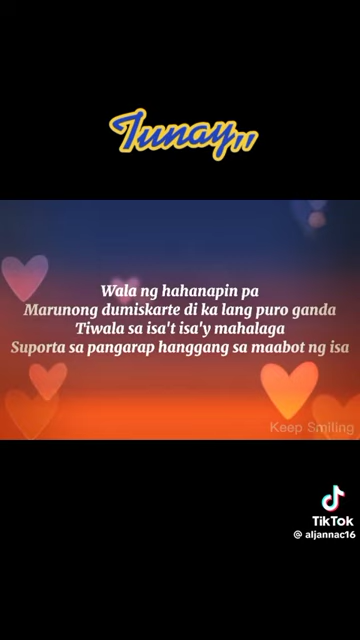 Tunay,,
Wala ng hahanapin pa
Marunong dumiskarte di ka lang puro ganda
Tiwala sa isa't isa'y mahalaga
Suporta sa pangarap hanggang sa maabot ng isa
Keep Smiling
TikTok
@ aljannac16